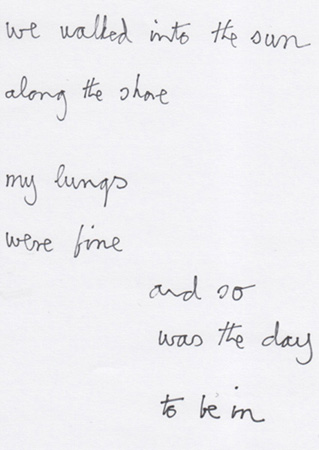 we walked into the sun
along the shore
my lungs
were fine
and so
was the day
to be in